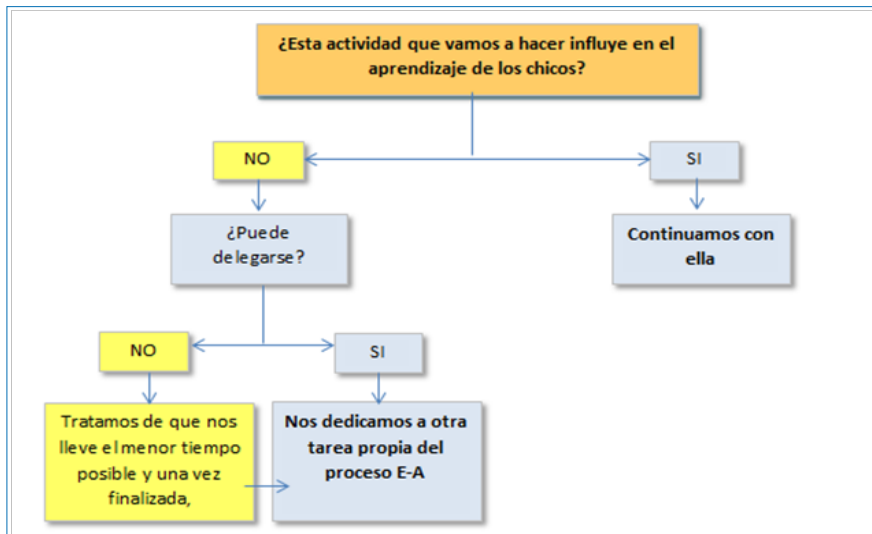 ¿Esta actividad que vamos a hacer influye en el
aprendizaje de los chicos?
NO
SI
¿Puede
delegarse?
Continuamos con
ella
NO
SI
Tratamos de que nos
lleve el menor tiempo
posible y una vez
finalizada,
Nos dedicamos a otra
tarea propia del
proceso E-A